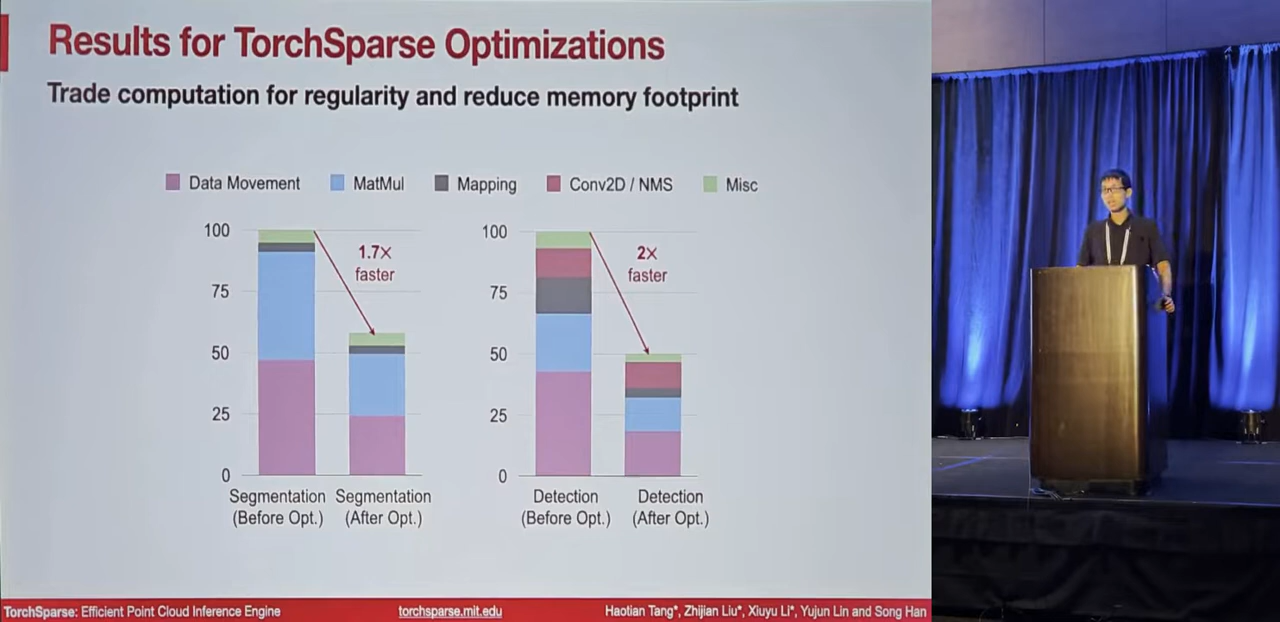 Results for TorchSparse Optimizations
Trade computation for regularity and reduce memory footprint
Data Movement MatMul Mapping Conv2D / NMS Misc
100
75
50
25
0
1.7X
faster
Segmentation
(Before Opt.)
Segmentation
(After Opt.)
100
75
50
25
0
2X
faster
Detection
(Before Opt.)
Detection
(After Opt.)
TorchSparse: Efficient Point Cloud Inference Engine
torchsparse.mit.edu
Haotian Tang*, Zhijian Liu*, Xiuyu Li*, Yujun Lin and Song Han